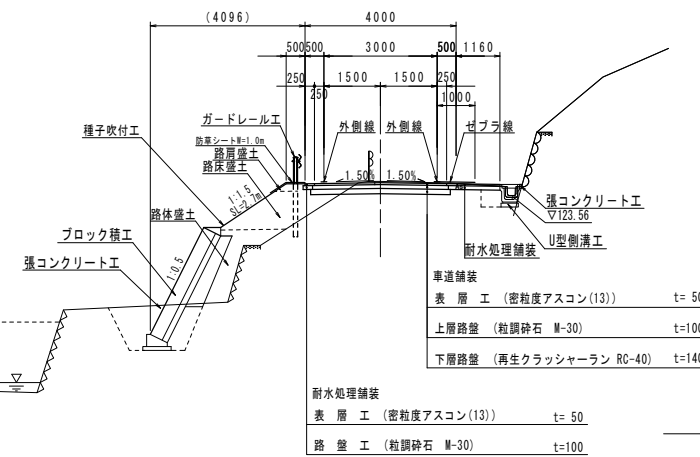 (4096)
4000
500
500
3000
500
1160
250
250
1500
1500
250
1000
ガードレール工
外側線
外側線
ゼブラ線
種子吹付工
防草シートW=1.0m
路肩盛土
路床盛土
1:1.5
SL=2.7m
1.50%
1.50%
張コンクリート工
▽123.56
U型側溝工
耐水処理舗装
路体盛土
ブロック積工
張コンクリート工
1:0.5
車道舗装
表 層 工 (密粒度アスコン(13)) t= 50
上層路盤 (粒調砕石 M-30) t=100
下層路盤 (再生クラッシャーラン RC-40) t=140
耐水処理舗装
表 層 工 (密粒度アスコン(13)) t= 50
路 盤 工 (粒調砕石 M-30) t=100